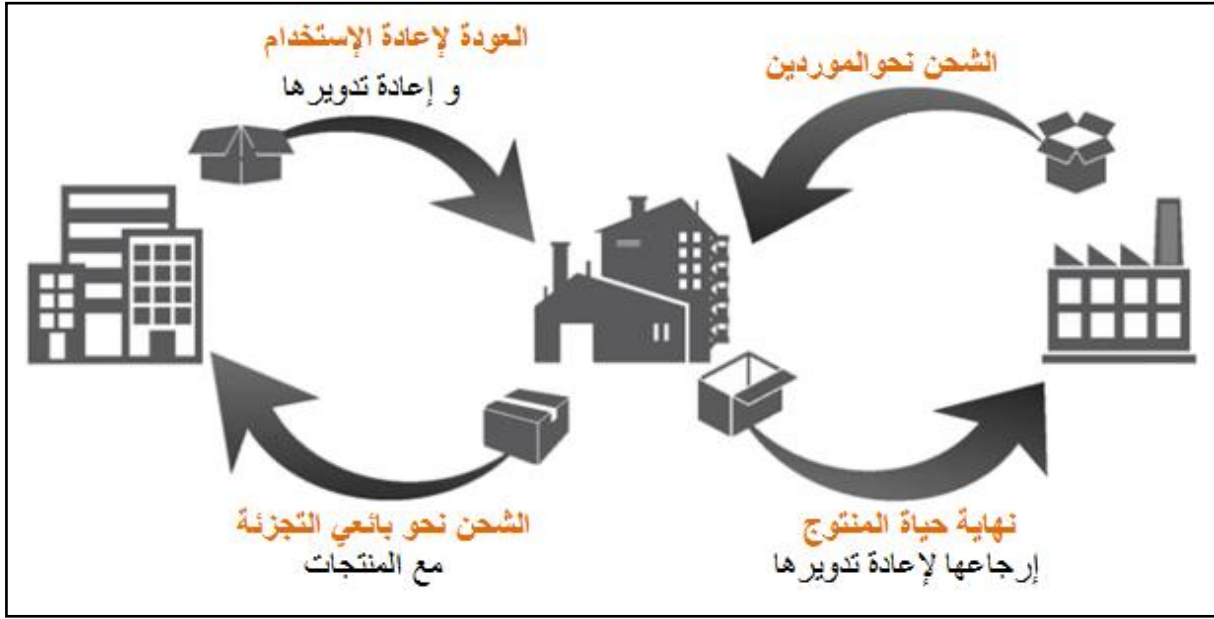 الشحن نحوالموردين
العودة لإعادة الإستخدام
و إعادة تدويرها
نهاية حياة المنتوج
إرجاعها لإعادة تدويرها
الشحن نحو بائعي التجزئة
مع المنتجات